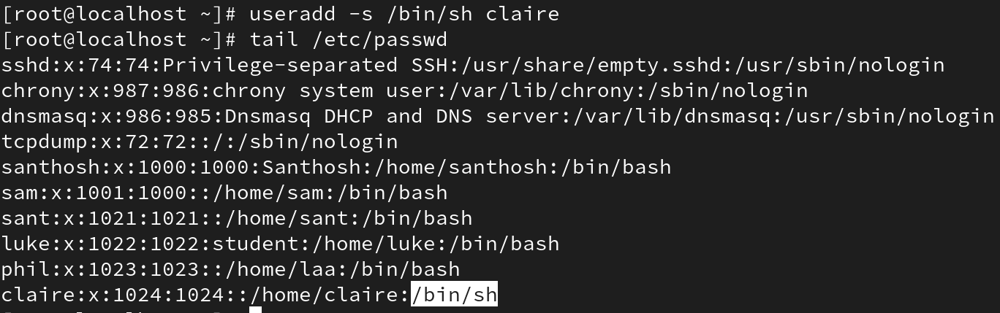 [root@localhost ~]# useradd -s /bin/sh claire
[root@localhost ~]# tail /etc/passwd
sshd:x:74:74:Privilege-separated SSH:/usr/share/empty.sshd:/usr/sbin/nologin
chrony:x:987:986:chrony system user:/var/lib/chrony:/sbin/nologin
dnsmasq:x:986:985:Dnsmasq DHCP and DNS server:/var/lib/dnsmasq:/usr/sbin/nologin
tcpdump:x:72:72::/:/sbin/nologin
santhosh:x:1000:1000:Santhosh:/home/santhosh:/bin/bash
sam:x:1001:1000::/home/sam:/bin/bash
sant:x:1021:1021::/home/sant:/bin/bash
luke:x:1022:1022:student:/home/luke:/bin/bash
phil:x:1023:1023::/home/laa:/bin/bash
claire:x:1024:1024::/home/claire:/bin/sh